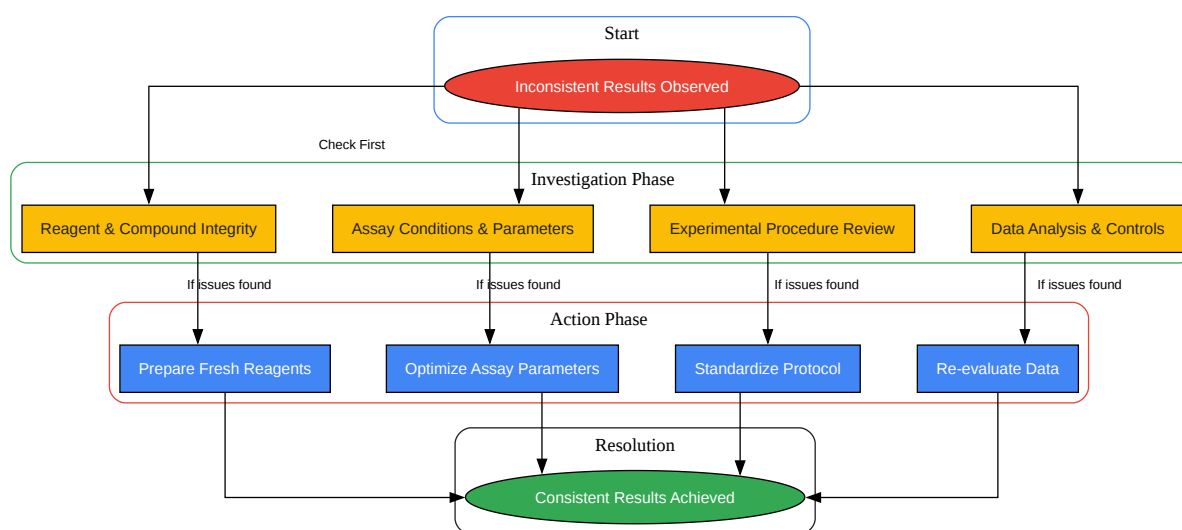 Start
Inconsistent Results Observed
Check First
Investigation Phase
Reagent & Compound Integrity
Assay Conditions & Parameters
Experimental Procedure Review
Data Analysis & Controls
If issues found
If issues found
If issues found
If issues found
Action Phase
Prepare Fresh Reagents
Optimize Assay Parameters
Standardize Protocol
Re-evaluate Data
Resolution
Consistent Results Achieved